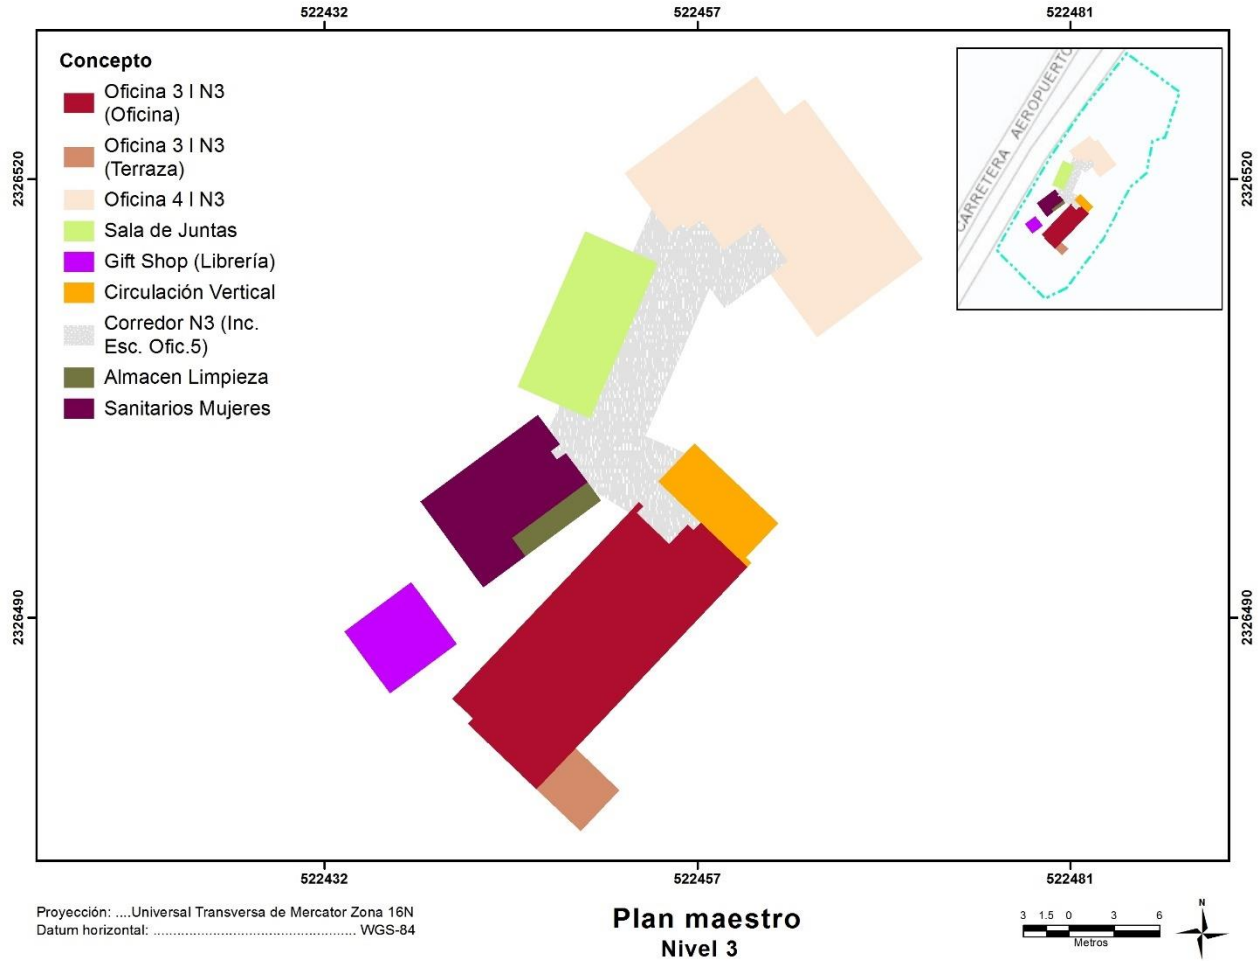 522432 522457 522481
Concepto
Oficina 3 I N3
(Oficina)
Oficina 3 I N3
(Terraza)
Oficina 4 I N3
Sala de Juntas
Gift Shop (Librería)
Circulación Vertical
Corredor N3 (Inc.
Esc. Ofic.5)
Almacen Limpieza
Sanitarios Mujeres
CARRETERA AEROPUERTO
2326520 2326520
2326490 2326490
522432 522457 522481
Proyección: ....Universal Transversa de Mercator Zona 16N
Datum horizontal: ................................................. WGS-84
Plan maestro
Nivel 3
3 1.5 0 3 6
Metros
N